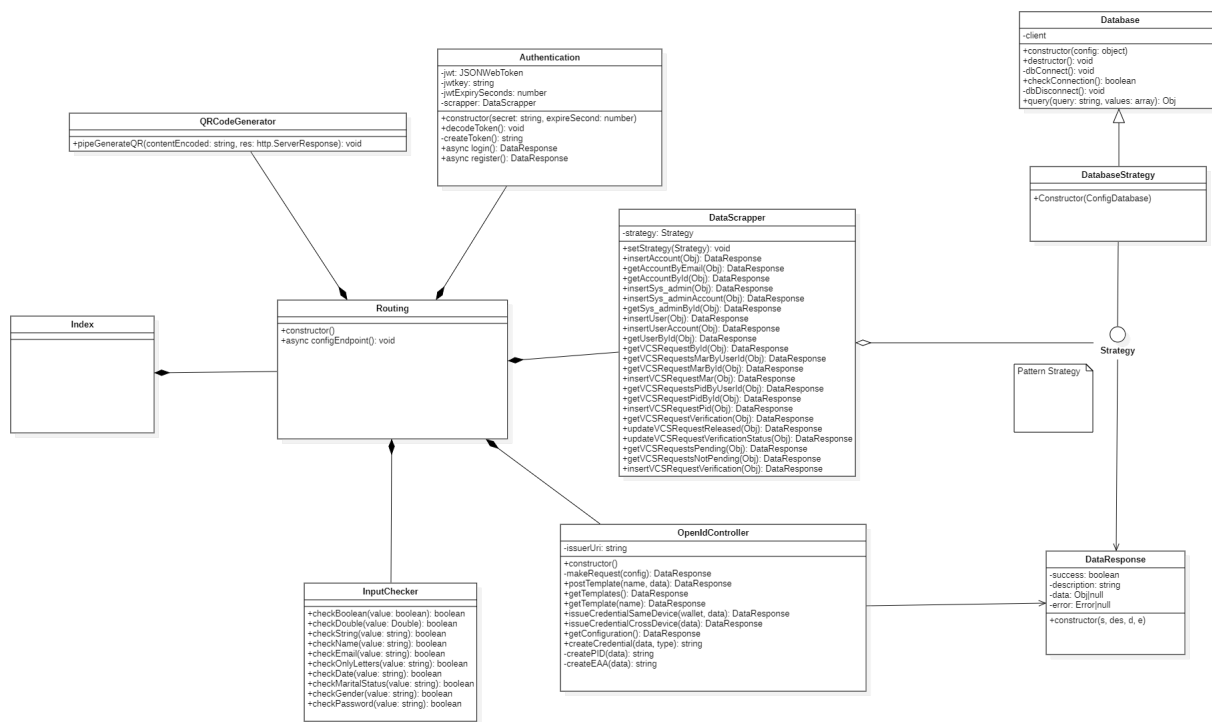 Database
-client
+constructor(config: object)
+destructor(): void
-dbConnect(): void
+checkConnection(): boolean
-dbDisconnect(): void
+query(query: string, values: array): Obj
Authentication
-jwt: JSONWebToken
-jwtkey: string
-jwtExpirySeconds: number
-scrapper: DataScrapper
+constructor(secret: string, expireSecond: number)
+decodeToken(): void
-createToken(): string
+async login(): DataResponse
+async register(): DataResponse
QRCodeGenerator
+pipeGenerateQR(contentEncoded: string, res: http.ServerResponse): void
DatabaseStrategy
+Constructor(ConfigDatabase)
DataScrapper
-strategy: Strategy
+setStrategy(Strategy): void
+insertAccount(Obj): DataResponse
+getAccountByEmail(Obj): DataResponse
+getAccountById(Obj): DataResponse
+insertSys_admin(Obj): DataResponse
+insertSys_adminAccount(Obj): DataResponse
+getSys_adminById(Obj): DataResponse
+insertUser(Obj): DataResponse
+insertUserAccount(Obj): DataResponse
+getUserById(Obj): DataResponse
+getVCSRequestById(Obj): DataResponse
+getVCSRequestsMarByUserId(Obj): DataResponse
+getVCSRequestMarById(Obj): DataResponse
+insertVCSRequestMar(Obj): DataResponse
+getVCSRequestsPidByUserId(Obj): DataResponse
+getVCSRequestPidById(Obj): DataResponse
+insertVCSRequestPid(Obj): DataResponse
+getVCSRequestVerification(Obj): DataResponse
+updateVCSRequestReleased(Obj): DataResponse
+updateVCSRequestVerificationStatus(Obj): DataResponse
+getVCSRequestsPending(Obj): DataResponse
+getVCSRequestsNotPending(Obj): DataResponse
+insertVCSRequestVerification(Obj): DataResponse
Routing
+constructor()
+async configEndpoint(): void
Index
Strategy
Pattern Strategy
OpenIdController
-issuerUri: string
+constructor()
-makeRequest(config): DataResponse
+postTemplate(name, data): DataResponse
+getTemplates(): DataResponse
+getTemplate(name): DataResponse
+issueCredentialSameDevice(wallet, data): DataResponse
+issueCredentialCrossDevice(data): DataResponse
+getConfiguration(): DataResponse
+createCredential(data, type): string
-createPID(data): string
-createEAA(data): string
DataResponse
-success: boolean
-description: string
-data: Obj|null
-error: Error|null
+constructor(s, des, d, e)
InputChecker
+checkBoolean(value: boolean): boolean
+checkDouble(value: Double): boolean
+checkString(value: string): boolean
+checkName(value: string): boolean
+checkEmail(value: string): boolean
+checkOnlyLetters(value: string): boolean
+checkDate(value: string): boolean
+checkMaritalStatus(value: string): boolean
+checkGender(value: string): boolean
+checkPassword(value: string): boolean